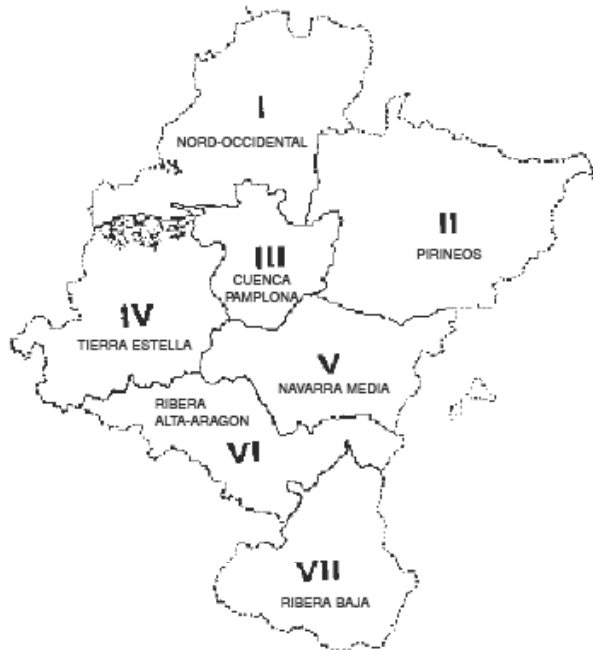 I
NORD-OCCIDENTAL
II
PIRINEOS
III
CUENCA
PAMPLONA
IV
TIERRA ESTELLA
V
NAVARRA MEDIA
RIBERA
ALTA-ARAGON
VI
VII
RIBERA BAJA